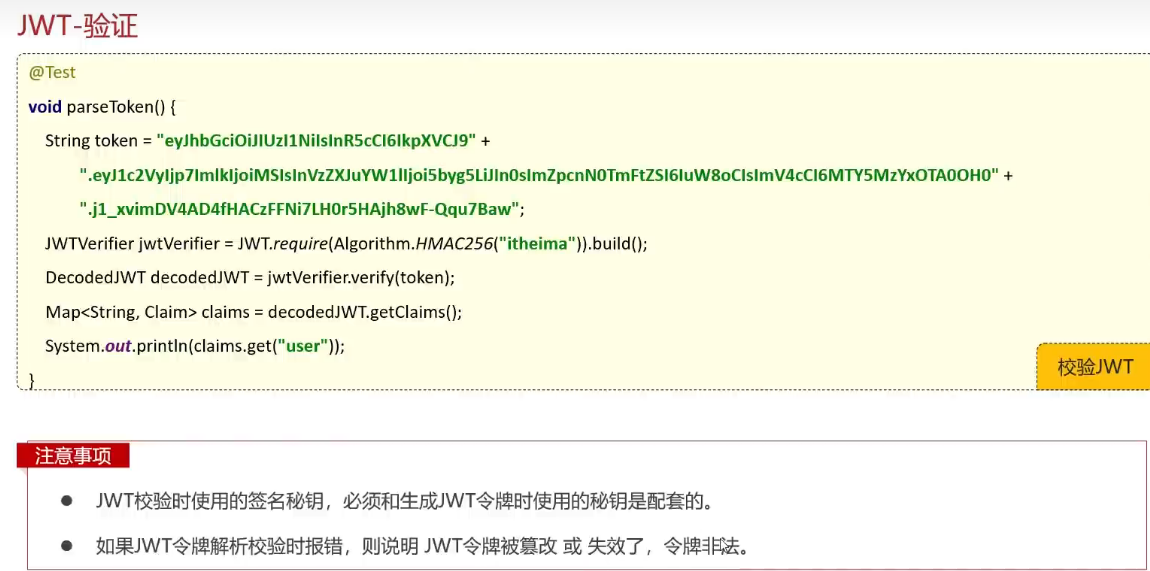 JWT-验证
@Test
void parseToken() {
String token = "eyJhbGciOiJIUzI1NiIsInR5cCI6IkpXVCJ9" +
".eyJ1c2VyIjp7ImlkIjoiMSIsInVzZXJuYW1lIjoi5byg5LiJIn0sImZpcnN0TmFtZSI6IuW8oCIsImV4cCI6MTY5MzYxOTA0OH0" +
".j1_xvimDV4AD4fHACzFFNi7LH0r5HAjh8wF-Qqu7Baw";
JWTVerifier jwtVerifier = JWT.require(Algorithm.HMAC256("itheima")).build();
DecodedJWT decodedJWT = jwtVerifier.verify(token);
Map<String, Claim> claims = decodedJWT.getClaims();
System.out.println(claims.get("user"));
}
校验JWT
注意事项
● JWT校验时使用的签名秘钥，必须和生成JWT令牌时使用的秘钥是配套的。
● 如果JWT令牌解析校验时报错，则说明 JWT令牌被篡改 或 失效了，令牌非法。